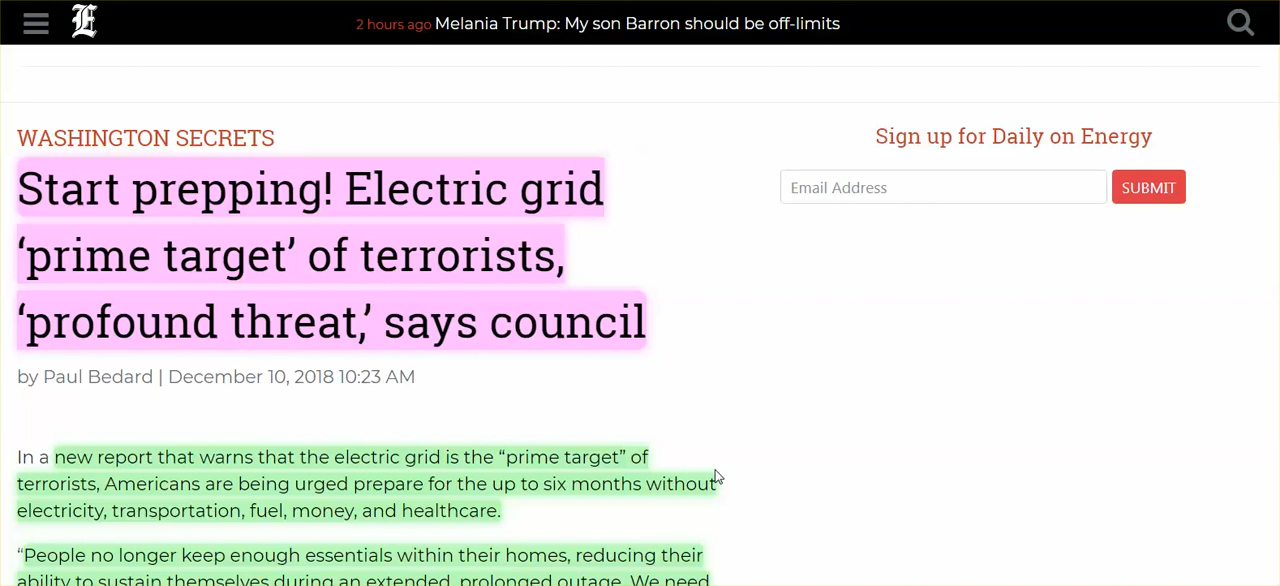 E
2 hours ago Melania Trump: My son Barron should be off-limits
WASHINGTON SECRETS
Start prepping! Electric grid
‘prime target’ of terrorists,
‘profound threat,’ says council
by Paul Bedard | December 10, 2018 10:23 AM
Sign up for Daily on Energy
Email Address SUBMIT
In a new report that warns that the electric grid is the “prime target” of
terrorists, Americans are being urged prepare for the up to six months without
electricity, transportation, fuel, money, and healthcare.
“People no longer keep enough essentials within their homes, reducing their
ability to sustain themselves during an extended, prolonged outage. We need